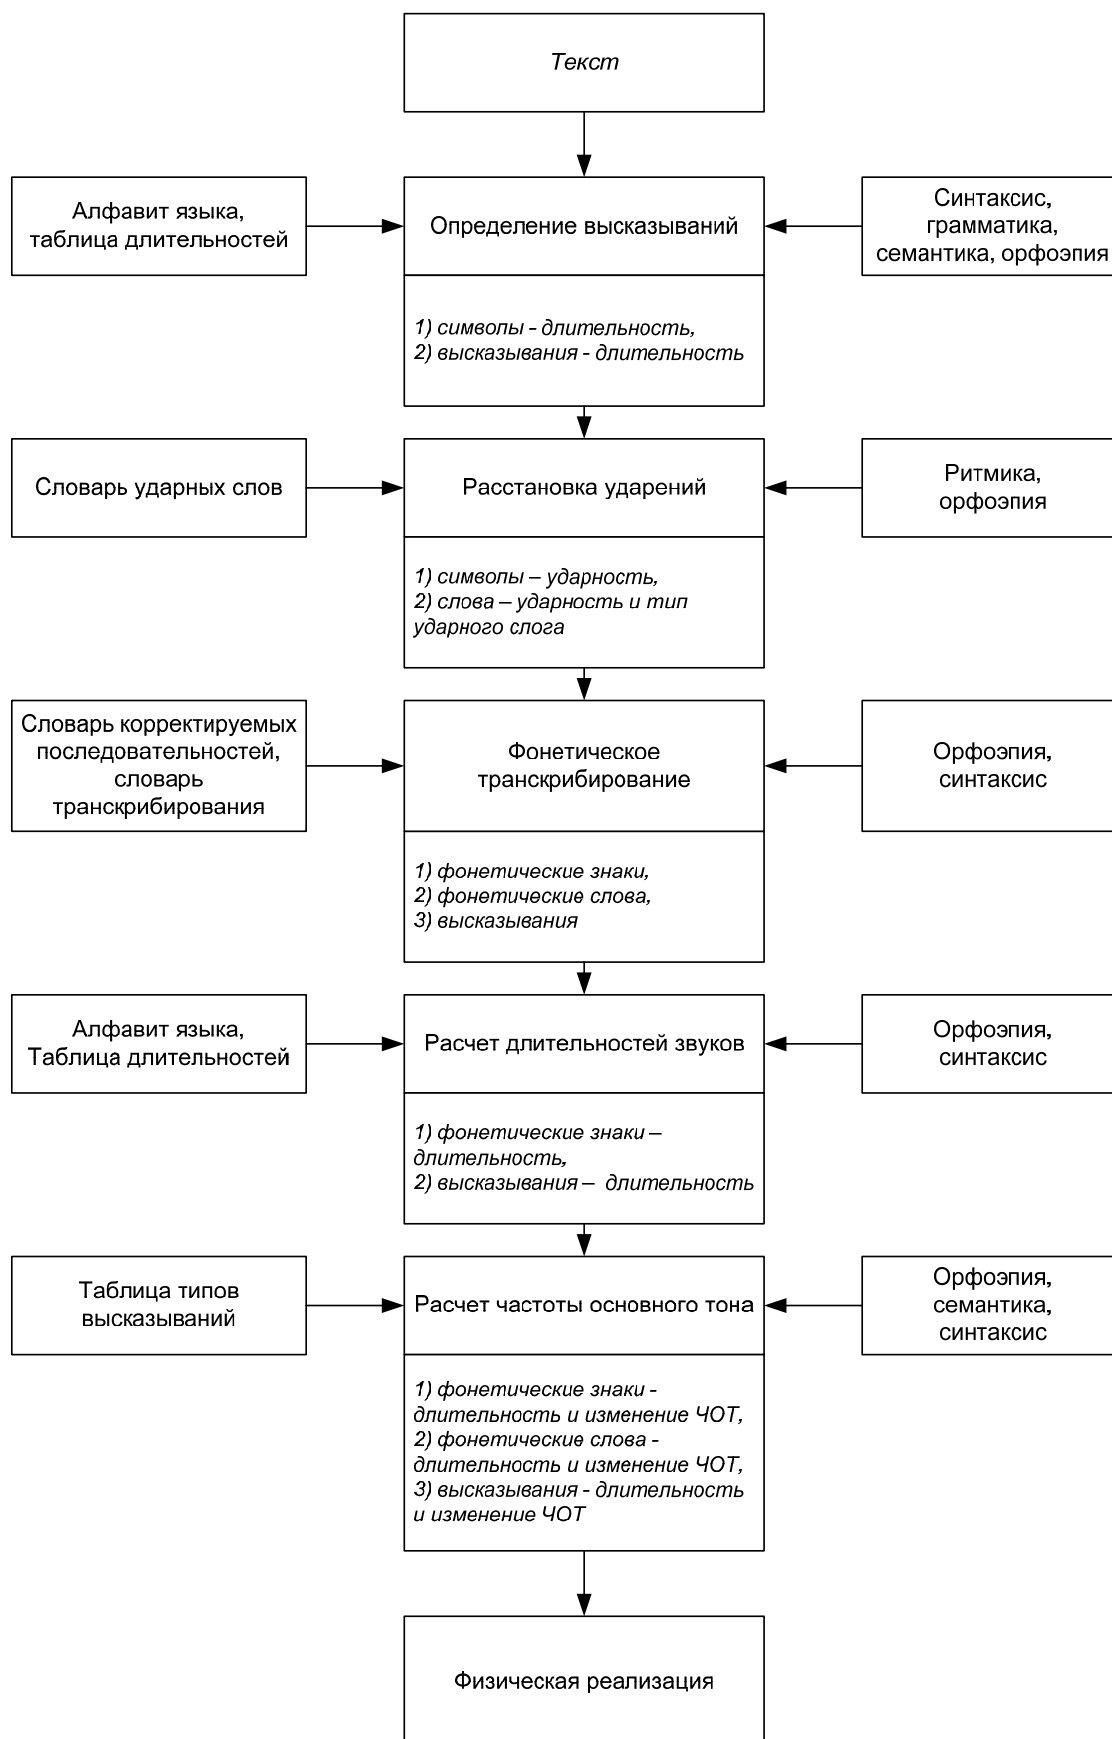 Текст
Алфавит языка,
таблица длительностей
Определение высказываний
Синтаксис,
грамматика,
семантика, орфоэпия
1) символы - длительность,
2) высказывания - длительность
Словарь ударных слов
Расстановка ударений
Ритмика,
орфоэпия
1) символы – ударность,
2) слова – ударность и тип
ударного слога
Словарь корректируемых
последовательностей,
словарь
транскрибирования
Фонетическое
транскрибирование
Орфоэпия,
синтаксис
1) фонетические знаки,
2) фонетические слова,
3) высказывания
Алфавит языка,
Таблица длительностей
Расчет длительностей звуков
Орфоэпия,
синтаксис
1) фонетические знаки –
длительность,
2) высказывания – длительность
Таблица типов
высказываний
Расчет частоты основного тона
Орфоэпия,
семантика,
синтаксис
1) фонетические знаки -
длительность и изменение ЧОТ,
2) фонетические слова -
длительность и изменение ЧОТ,
3) высказывания - длительность
и изменение ЧОТ
Физическая реализация